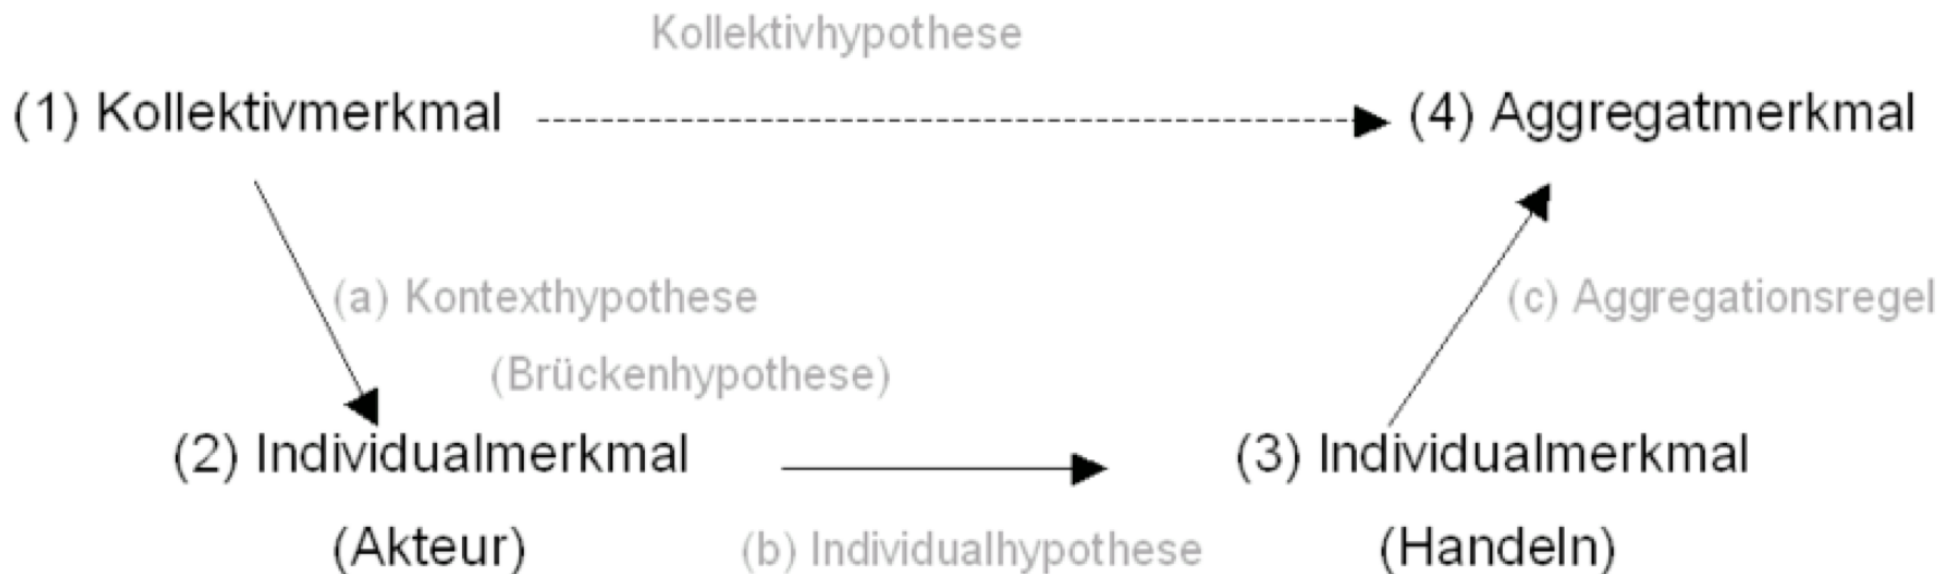 Kollektivhypothese
(1) Kollektivmerkmal
(4) Aggregatmerkmal
(a) Kontexthypothese
(c) Aggregationsregel
(Brückenhypothese)
(2) Individualmerkmal
(3) Individualmerkmal
(Akteur)
(b) Individualhypothese
(Handeln)